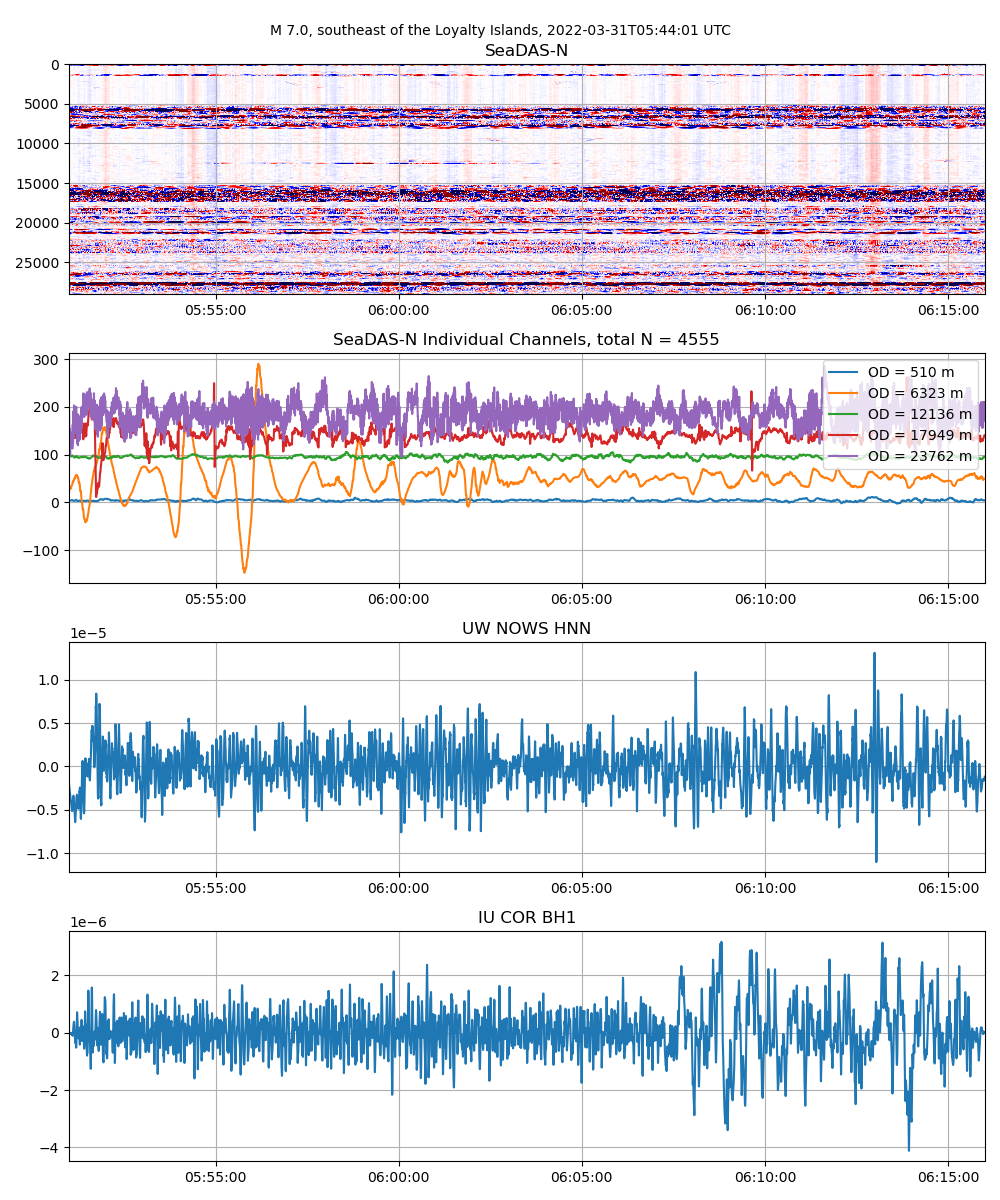 M 7.0, southeast of the Loyalty Islands, 2022-03-31T05:44:01 UTC
SeaDAS-N
0
5000
10000
15000
20000
25000
05:55:00 06:00:00 06:05:00 06:10:00 06:15:00
SeaDAS-N Individual Channels, total N = 4555
300
200
100
0
−100
OD = 510 m
OD = 6323 m
OD = 12136 m
OD = 17949 m
OD = 23762 m
05:55:00 06:00:00 06:05:00 06:10:00 06:15:00
1e−5
UW NOWS HNN
1.0
0.5
0.0
−0.5
−1.0
05:55:00 06:00:00 06:05:00 06:10:00 06:15:00
1e−6
IU COR BH1
2
0
−2
−4
05:55:00 06:00:00 06:05:00 06:10:00 06:15:00